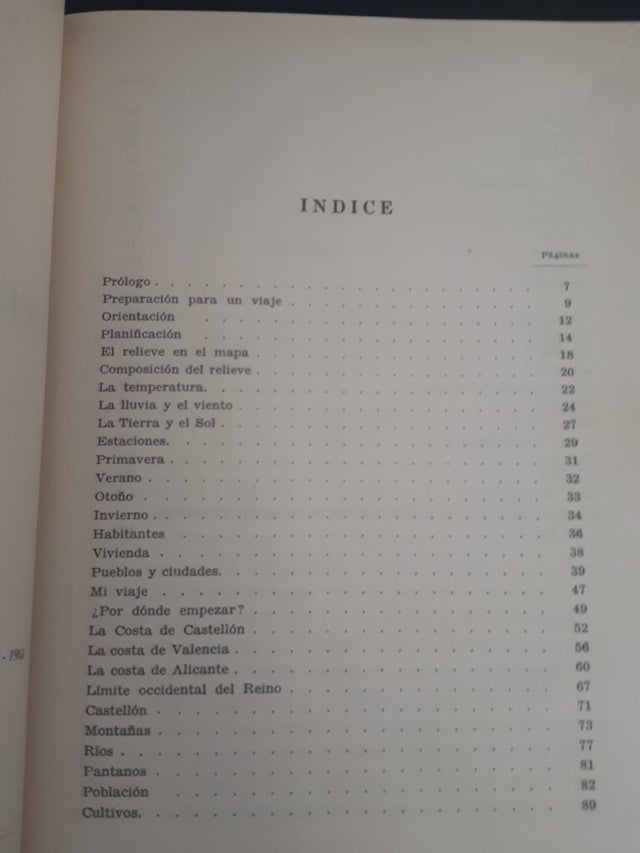 INDICE
Páginas
Prólogo . . . . . . . . . . . . . . . 7
Preparación para un viaje . . . . . . . . . . 9
Orientación . . . . . . . . . . . . . 12
Planificación . . . . . . . . . . . . . 14
El relieve en el mapa . . . . . . . . . . . 18
Composición del relieve . . . . . . . . . . . 20
La temperatura. . . . . . . . . . . . . 22
La lluvia y el viento . . . . . . . . . . . . 24
La Tierra y el Sol . . . . . . . . . . . . 27
Estaciones. . . . . . . . . . . . . . . 29
Primavera . . . . . . . . . . . . . . . 31
Verano . . . . . . . . . . . . . . . 32
Otoño . . . . . . . . . . . . . . . . 33
Invierno . . . . . . . . . . . . . . . 34
Habitantes . . . . . . . . . . . . . . 36
Vivienda . . . . . . . . . . . . . . . 38
Pueblos y ciudades. . . . . . . . . . . . . 39
Mi viaje . . . . . . . . . . . . . . . 47
¿Por dónde empezar? . . . . . . . . . . . . 49
La Costa de Castellón . . . . . . . . . . . . 52
La costa de Valencia . . . . . . . . . . . . 56
La costa de Alicante . . . . . . . . . . . . 60
Límite occidental del Reino . . . . . . . . . . 67
Castellón . . . . . . . . . . . . . . . 71
Montañas . . . . . . . . . . . . . . . 73
Ríos . . . . . . . . . . . . . . . . . 77
Pantanos . . . . . . . . . . . . . . . 81
Población . . . . . . . . . . . . . . 82
Cultivos. . . . . . . . . . . . . . . . 89